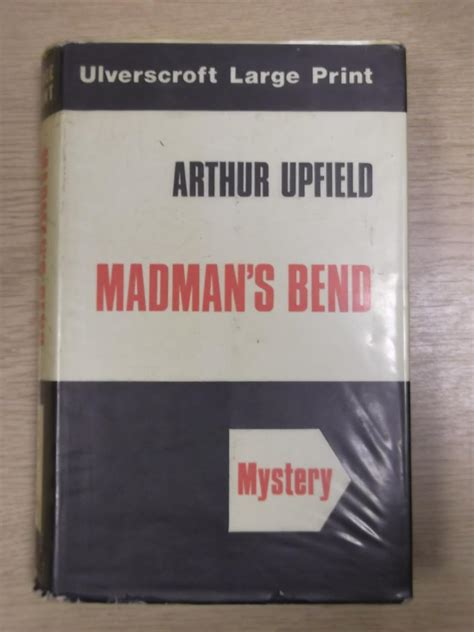 Ulverscroft Large Print
ARTHUR UPFIELD
MADMAN'S BEND
Mystery